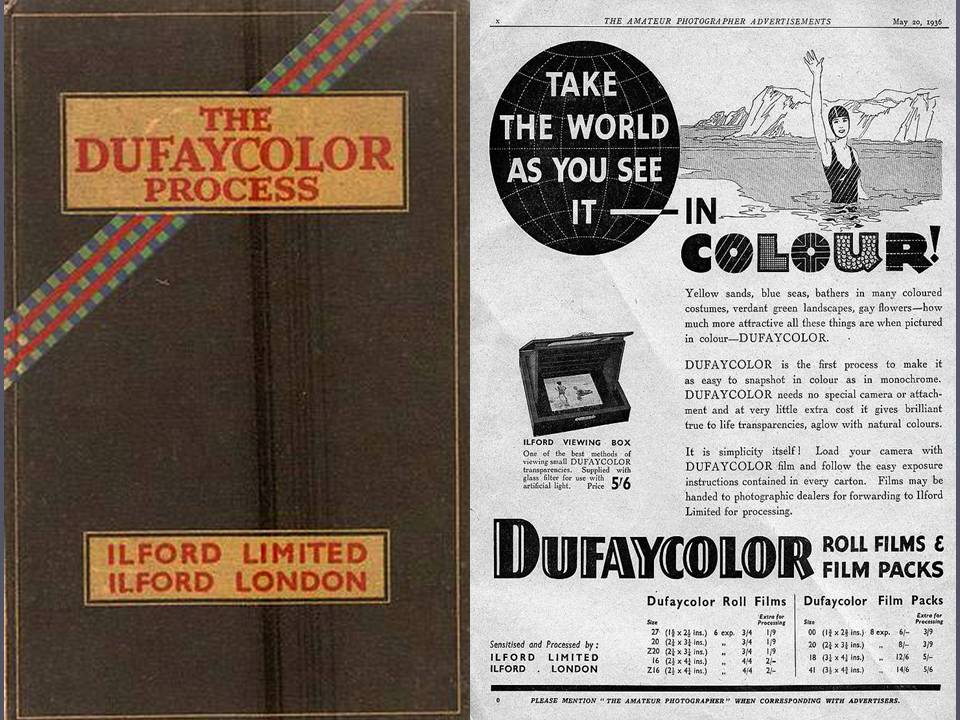 THE
DUFAYCOLOR
PROCESS
ILFORD LIMITED
ILFORD LONDON
x THE AMATEUR PHOTOGRAPHER ADVERTISEMENTS May 20, 1936
TAKE
THE WORLD
AS YOU SEE
IT — IN
COLOUR!
Yellow sands, blue seas, bathers in many coloured
costumes, verdant green landscapes, gay flowers—how
much more attractive all these things are when pictured
in colour—DUFAYCOLOR.
DUFAYCOLOR is the first process to make it
as easy to snapshot in colour as in monochrome.
DUFAYCOLOR needs no special camera or attach-
ment and at very little extra cost it gives brilliant
true to life transparencies, aglow with natural colours.
It is simplicity itself! Load your camera with
DUFAYCOLOR film and follow the easy exposure
instructions contained in every carton. Films may be
handed to photographic dealers for forwarding to Ilford
Limited for processing.
ILFORD VIEWING BOX
One of the best methods of
viewing small DUFAYCOLOR
transparencies. Supplied with
glass filter for use with
artificial light. Price 5/6
DUFAYCOLOR ROLL FILMS &
FILM PACKS
Dufaycolor Roll Films
Size Extra for Processing
27 (1⅝ x 2½ ins.) 6 exp. 3/4 1/9
20 (2¼ x 3¼ ins.) ,, 3/4 1/9
Z20 (2¼ x 3¼ ins.) ,, 3/4 1/9
16 (2½ x 4¼ ins.) ,, 4/4 2/-
Z16 (2½ x 4¼ ins.) ,, 4/4 2/-
Dufaycolor Film Packs
Size Extra for Processing
00 8 exp. 6/- 3/9
20 (2¼ x 3¼ ins.) ,, 8/- 3/9
18 (3¼ x 4¼ ins.) ,, 12/6 5/-
41 ,, 14/6 5/6
Sensitised and Processed by:
ILFORD LIMITED
ILFORD . LONDON
PLEASE MENTION "THE AMATEUR PHOTOGRAPHER" WHEN CORRESPONDING WITH ADVERTISERS.